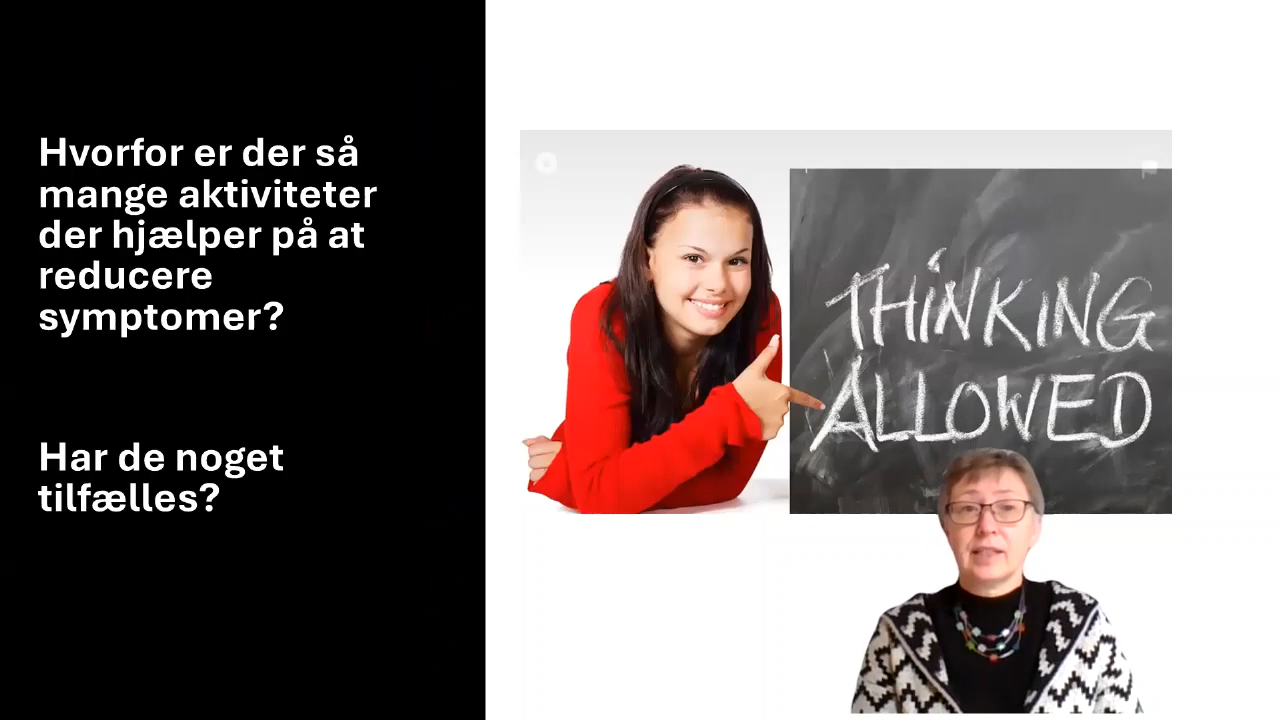 Hvorfor er der så
mange aktiviteter
der hjælper på at
reducere
symptomer?
Har de noget
tilfælles?
THINKING
ALLOWED